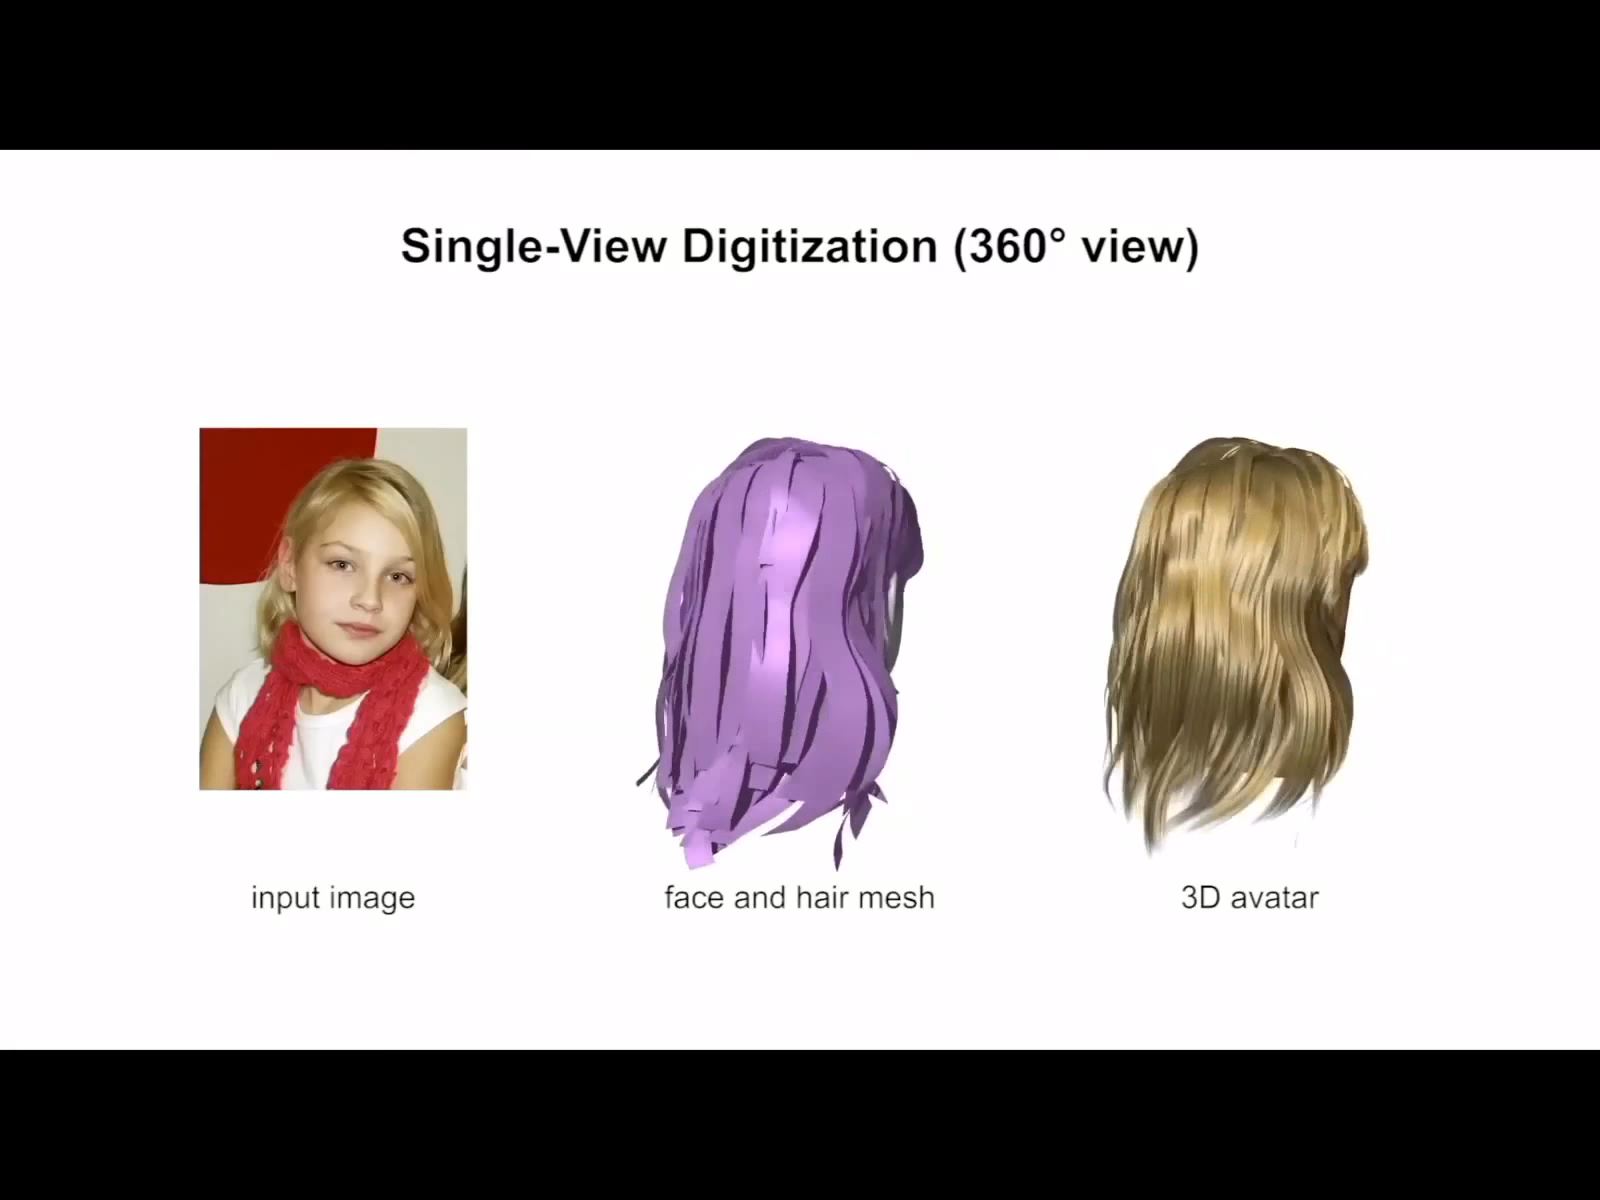 Single-View Digitization (360° view)
input image
face and hair mesh
3D avatar